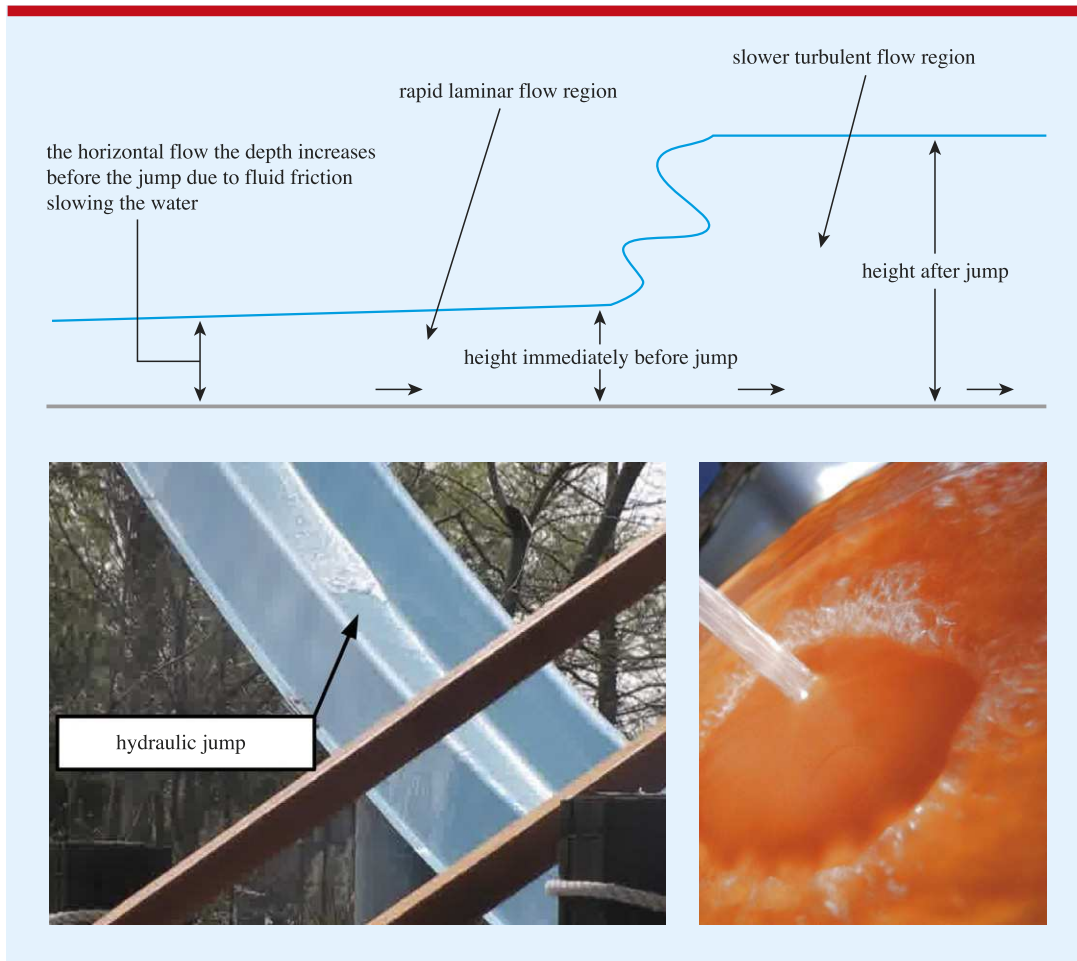 slower turbulent flow region
rapid laminar flow region
the horizontal flow the depth increases
before the jump due to fluid friction
slowing the water
height after jump
height immediately before jump
hydraulic jump